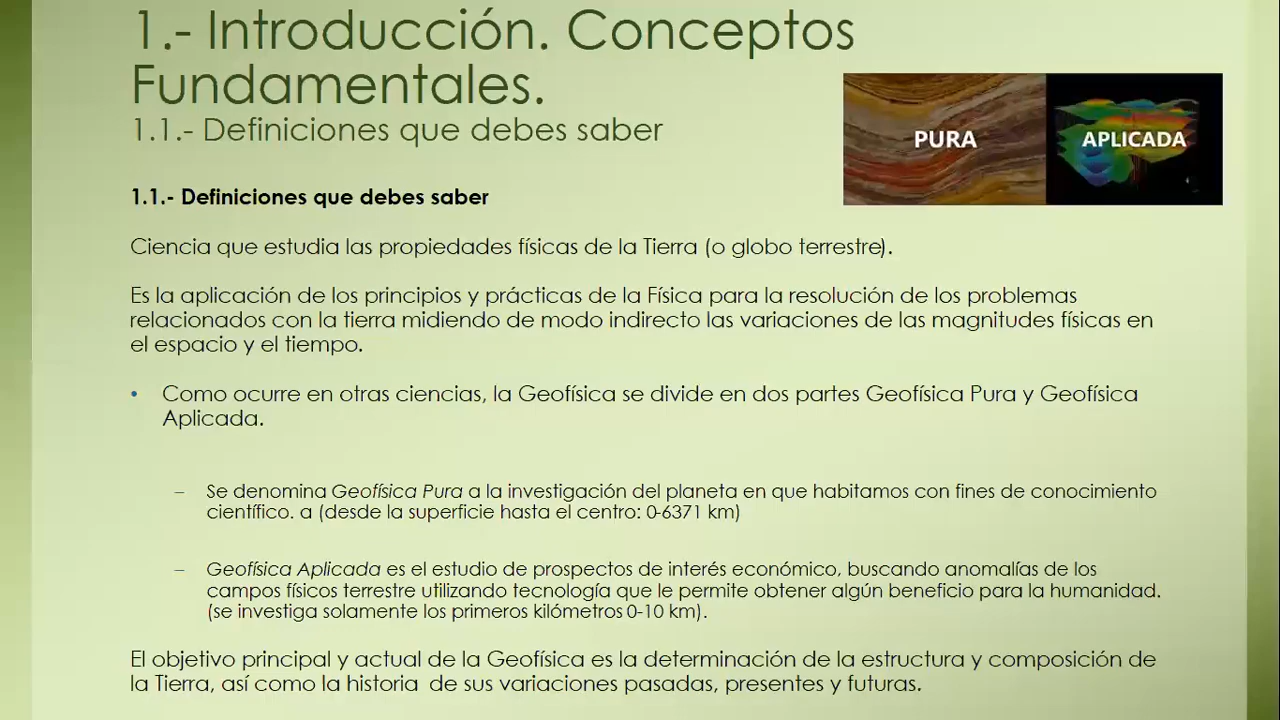 1.- Introducción. Conceptos
Fundamentales.
1.1.- Definiciones que debes saber
PURA
APLICADA
1.1.- Definiciones que debes saber
Ciencia que estudia las propiedades físicas de la Tierra (o globo terrestre).
Es la aplicación de los principios y prácticas de la Física para la resolución de los problemas
relacionados con la tierra midiendo de modo indirecto las variaciones de las magnitudes físicas en
el espacio y el tiempo.
• Como ocurre en otras ciencias, la Geofísica se divide en dos partes Geofísica Pura y Geofísica
Aplicada.
– Se denomina Geofísica Pura a la investigación del planeta en que habitamos con fines de conocimiento
científico. a (desde la superficie hasta el centro: 0-6371 km)
– Geofísica Aplicada es el estudio de prospectos de interés económico, buscando anomalías de los
campos físicos terrestre utilizando tecnología que le permite obtener algún beneficio para la humanidad.
(se investiga solamente los primeros kilómetros 0-10 km).
El objetivo principal y actual de la Geofísica es la determinación de la estructura y composición de
la Tierra, así como la historia de sus variaciones pasadas, presentes y futuras.